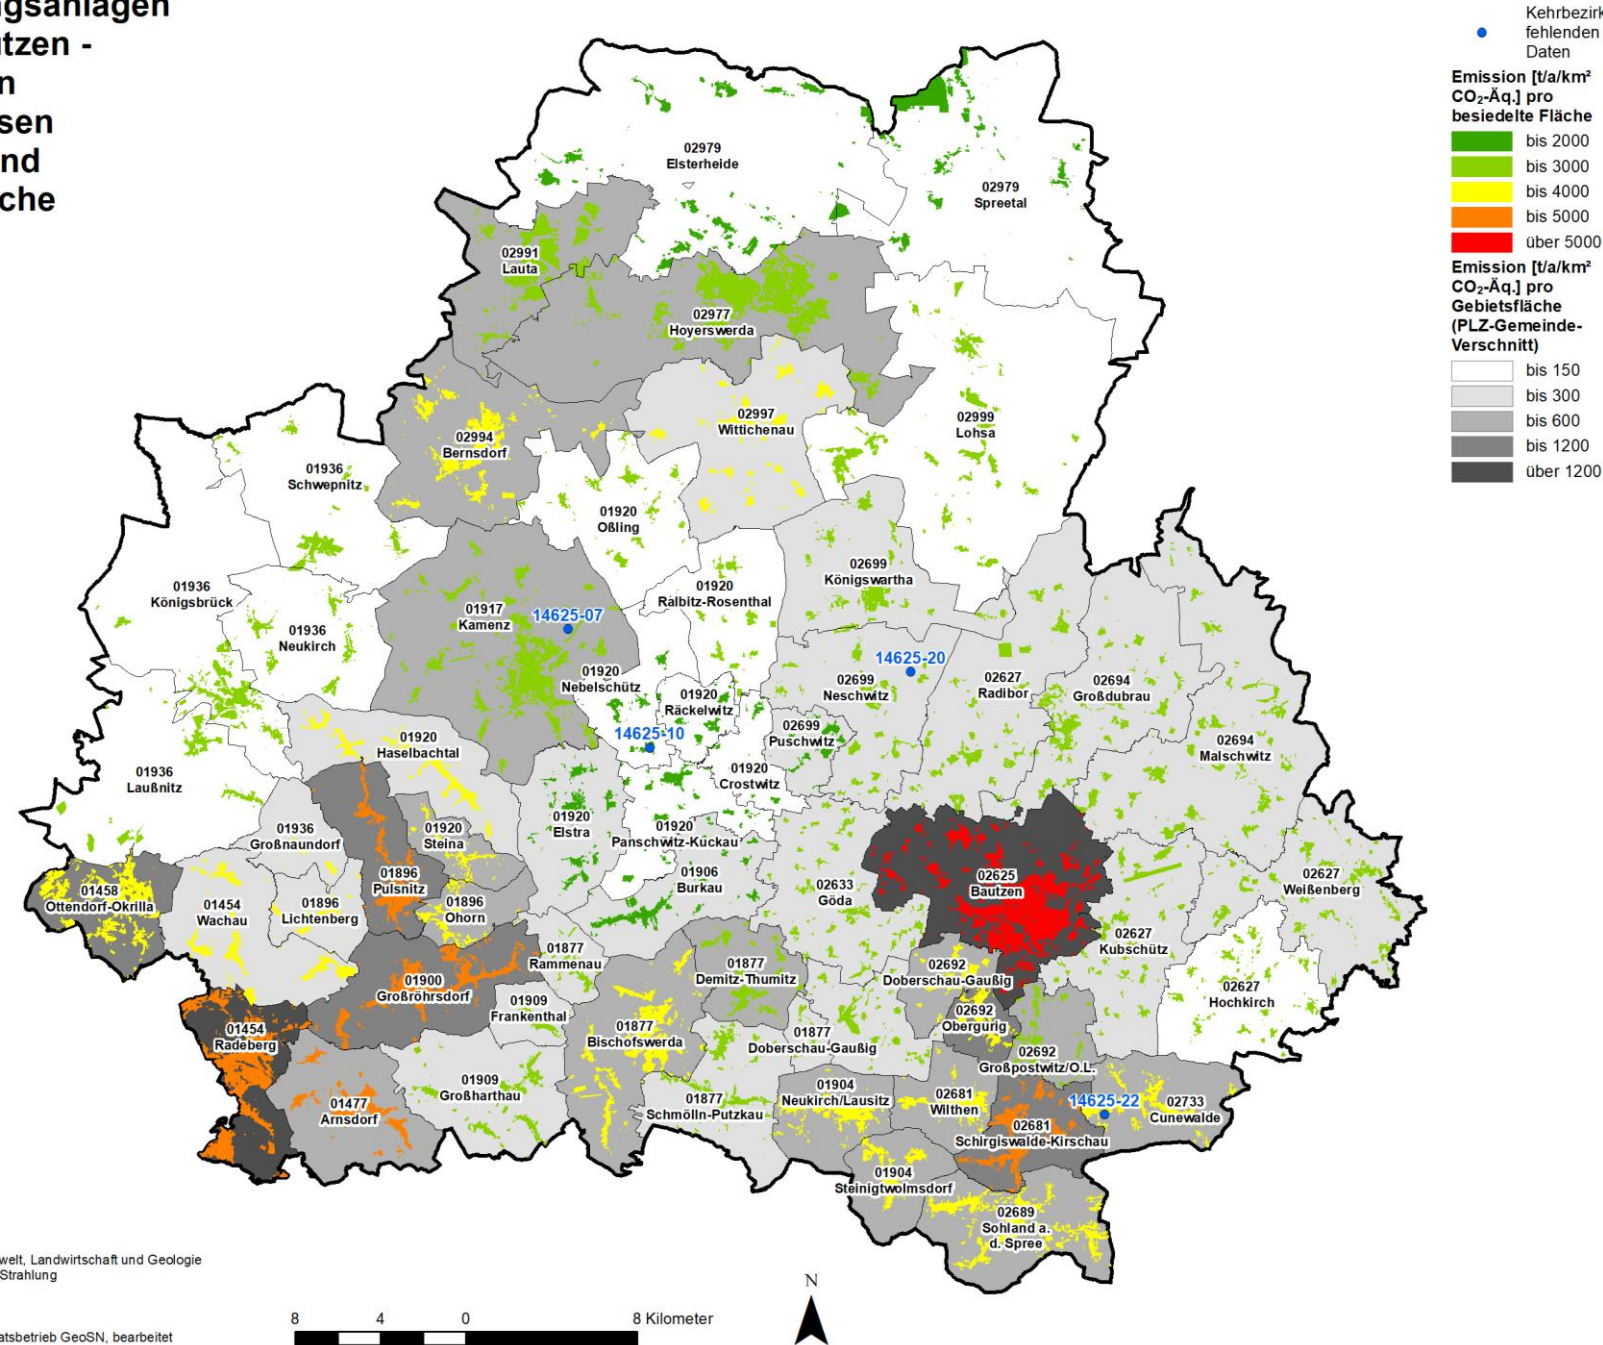 ngsanlagen
utzen -
n
sen
nd
che
Kehrbezirk
fehlenden
Daten
Emission [t/a/km²
CO₂-Äq.] pro
besiedelte Fläche
bis 2000
bis 3000
bis 4000
bis 5000
über 5000
Emission [t/a/km²
CO₂-Äq.] pro
Gebietsfläche
(PLZ-Gemeinde-
Verschnitt)
bis 150
bis 300
bis 600
bis 1200
über 1200
02979
Elsterheide
02979
Spreetal
02991
Lauta
02977
Hoyerswerda
02994
Bernsdorf
02997
Wittichenau
02999
Lohsa
01936
Schwepnitz
01920
Oßling
01936
Königsbrück
01936
Neukirch
01917
Kamenz
14625-07
01920
Ralbitz-Rosenthal
02699
Königswartha
01920
Nebelschütz
01920
Räckelwitz
14625-10
14625-20
02699
Neschwitz
02627
Radibor
02694
Großdubrau
02699
Puschwitz
02694
Malschwitz
01920
Haselbachtal
01936
Laußnitz
01920
Crostwitz
01936
Großnaundorf
01920
Steina
01920
Elstra
01920
Panschwitz-Kuckau
01896
Pulsnitz
01906
Burkau
02633
Göda
02625
Bautzen
02627
Weißenberg
01458
Ottendorf-Okrilla
01454
Wachau
01896
Lichtenberg
01896
Ohorn
02627
Kubschütz
01877
Rammenau
01877
Demitz-Thumitz
02692
Doberschau-Gaußig
02627
Hochkirch
01900
Großröhrsdorf
01909
Frankenthal
02692
Obergurig
01454
Radeberg
01877
Bischofswerda
01877
Doberschau-Gaußig
02692
Großpostwitz/O.L.
01477
Arnsdorf
01909
Großharthau
01877
Schmölln-Putzkau
01904
Neukirch/Lausitz
02681
Wilthen
14625-22
02733
Cunewalde
02681
Schirgiswalde-Kirschau
01904
Steinigtwolmsdorf
02689
Sohland a.
d. Spree
welt, Landwirtschaft und Geologie
Strahlung
atsbetrieb GeoSN, bearbeitet
8 4 0 8 Kilometer
N